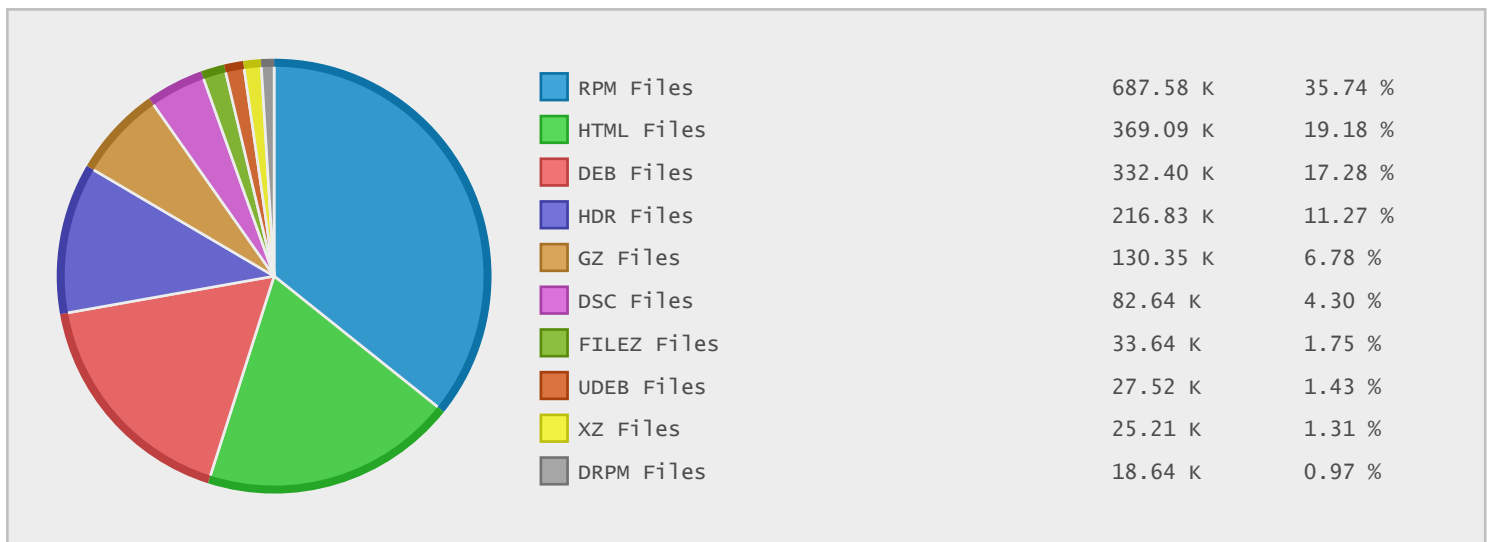 RPM Files 687.58 K 35.74 %
HTML Files 369.09 K 19.18 %
DEB Files 332.40 K 17.28 %
HDR Files 216.83 K 11.27 %
GZ Files 130.35 K 6.78 %
DSC Files 82.64 K 4.30 %
FILEZ Files 33.64 K 1.75 %
UDEB Files 27.52 K 1.43 %
XZ Files 25.21 K 1.31 %
DRPM Files 18.64 K 0.97 %